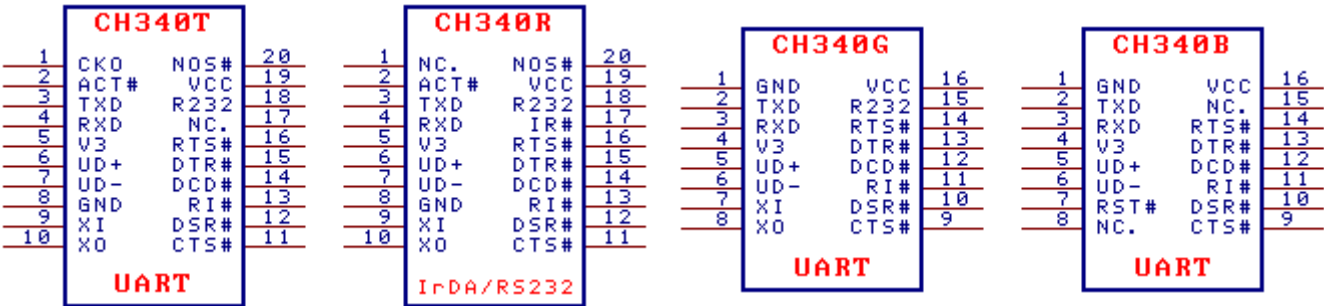 CH340T
1 CKO NOS# 20
2 ACT# VCC 19
3 TXD R232 18
4 RXD NC. 17
5 V3 RTS# 16
6 UD+ DTR# 15
7 UD- DCD# 14
8 GND RI# 13
9 XI DSR# 12
10 XO CTS# 11
UART
CH340R
1 NC. NOS# 20
2 ACT# VCC 19
3 TXD R232 18
4 RXD IR# 17
5 V3 RTS# 16
6 UD+ DTR# 15
7 UD- DCD# 14
8 GND RI# 13
9 XI DSR# 12
10 XO CTS# 11
IrDA/RS232
CH340G
1 GND VCC 16
2 TXD R232 15
3 RXD RTS# 14
4 V3 DTR# 13
5 UD+ DCD# 12
6 UD- RI# 11
7 XI DSR# 10
8 XO CTS# 9
UART
CH340B
1 GND VCC 16
2 TXD NC. 15
3 RXD RTS# 14
4 V3 DTR# 13
5 UD+ DCD# 12
6 UD- RI# 11
7 RST# DSR# 10
8 NC. CTS# 9
UART